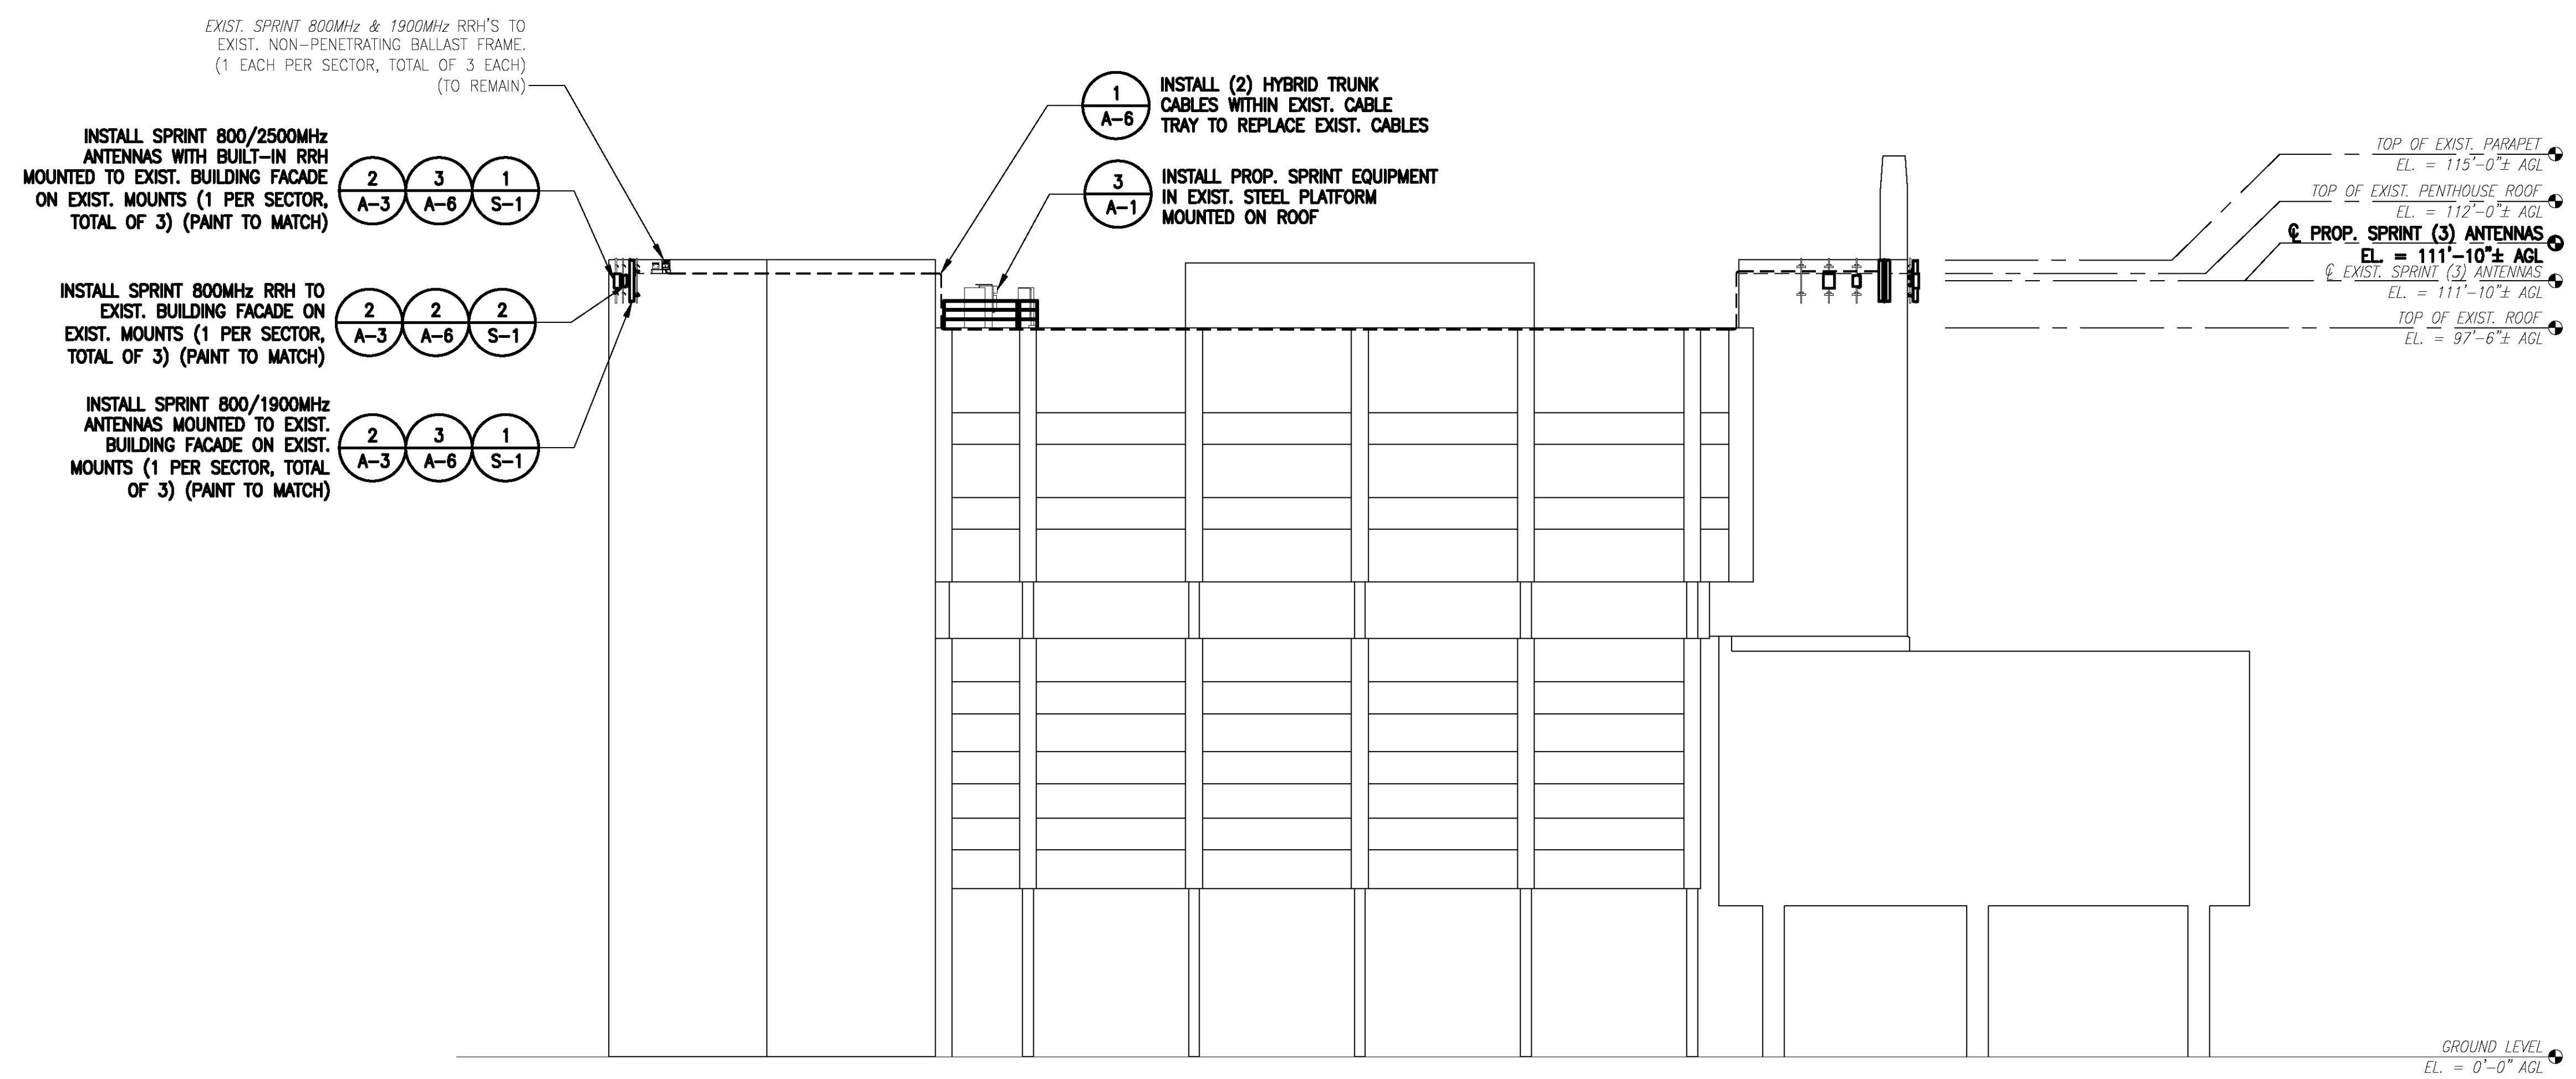 EXIST. SPRINT 800MHz & 1900MHz RRH'S TO
EXIST. NON-PENETRATING BALLAST FRAME.
(1 EACH PER SECTOR, TOTAL OF 3 EACH)
(TO REMAIN)
INSTALL SPRINT 800/2500MHz
ANTENNAS WITH BUILT-IN RRH
MOUNTED TO EXIST. BUILDING FACADE
ON EXIST. MOUNTS (1 PER SECTOR,
TOTAL OF 3) (PAINT TO MATCH)
2 3 1
A-3 A-6 S-1
INSTALL SPRINT 800MHz RRH TO
EXIST. BUILDING FACADE ON
EXIST. MOUNTS (1 PER SECTOR,
TOTAL OF 3) (PAINT TO MATCH)
2 2 2
A-3 A-6 S-1
INSTALL SPRINT 800/1900MHz
ANTENNAS MOUNTED TO EXIST.
BUILDING FACADE ON EXIST.
MOUNTS (1 PER SECTOR, TOTAL
OF 3) (PAINT TO MATCH)
2 3 1
A-3 A-6 S-1
1
A-6
INSTALL (2) HYBRID TRUNK
CABLES WITHIN EXIST. CABLE
TRAY TO REPLACE EXIST. CABLES
3
A-1
INSTALL PROP. SPRINT EQUIPMENT
IN EXIST. STEEL PLATFORM
MOUNTED ON ROOF
TOP OF EXIST. PARAPET
EL. = 115'-0"± AGL
TOP OF EXIST. PENTHOUSE ROOF
EL. = 112'-0"± AGL
℄ PROP. SPRINT (3) ANTENNAS
EL. = 111'-10"± AGL
℄ EXIST. SPRINT (3) ANTENNAS
EL. = 111'-10"± AGL
TOP OF EXIST. ROOF
EL. = 97'-6"± AGL
GROUND LEVEL
EL. = 0'-0" AGL